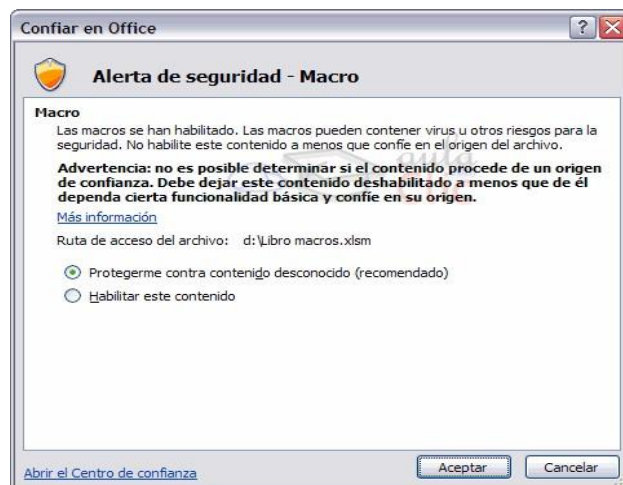 Confiar en Office
Alerta de seguridad - Macro
Macro
Las macros se han habilitado. Las macros pueden contener virus u otros riesgos para la
seguridad. No habilite este contenido a menos que confíe en el origen del archivo.
Advertencia: no es posible determinar si el contenido procede de un origen
de confianza. Debe dejar este contenido deshabilitado a menos que de él
dependa cierta funcionalidad básica y confíe en su origen.
Más información
Ruta de acceso del archivo: d:\Libro macros.xlsm
Protegerme contra contenido desconocido (recomendado)
Habilitar este contenido
Abrir el Centro de confianza
Aceptar
Cancelar
aula